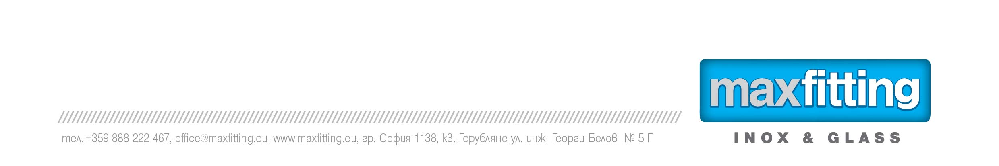 maxfitting
INOX & GLASS
тел.:+359 888 222 467, office@maxfitting.eu, www.maxfitting.eu, гр. София 1138, кв. Горубляне ул. инж. Георги Белов № 5 Г